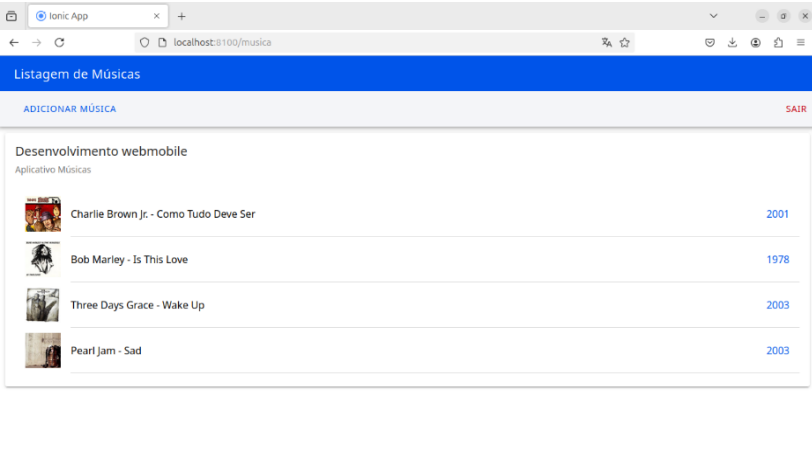 Ionic App
localhost:8100/musica
Listagem de Músicas
ADICIONAR MÚSICA
SAIR
Desenvolvimento webmobile
Aplicativo Músicas
Charlie Brown Jr. - Como Tudo Deve Ser 2001
Bob Marley - Is This Love 1978
Three Days Grace - Wake Up 2003
Pearl Jam - Sad 2003